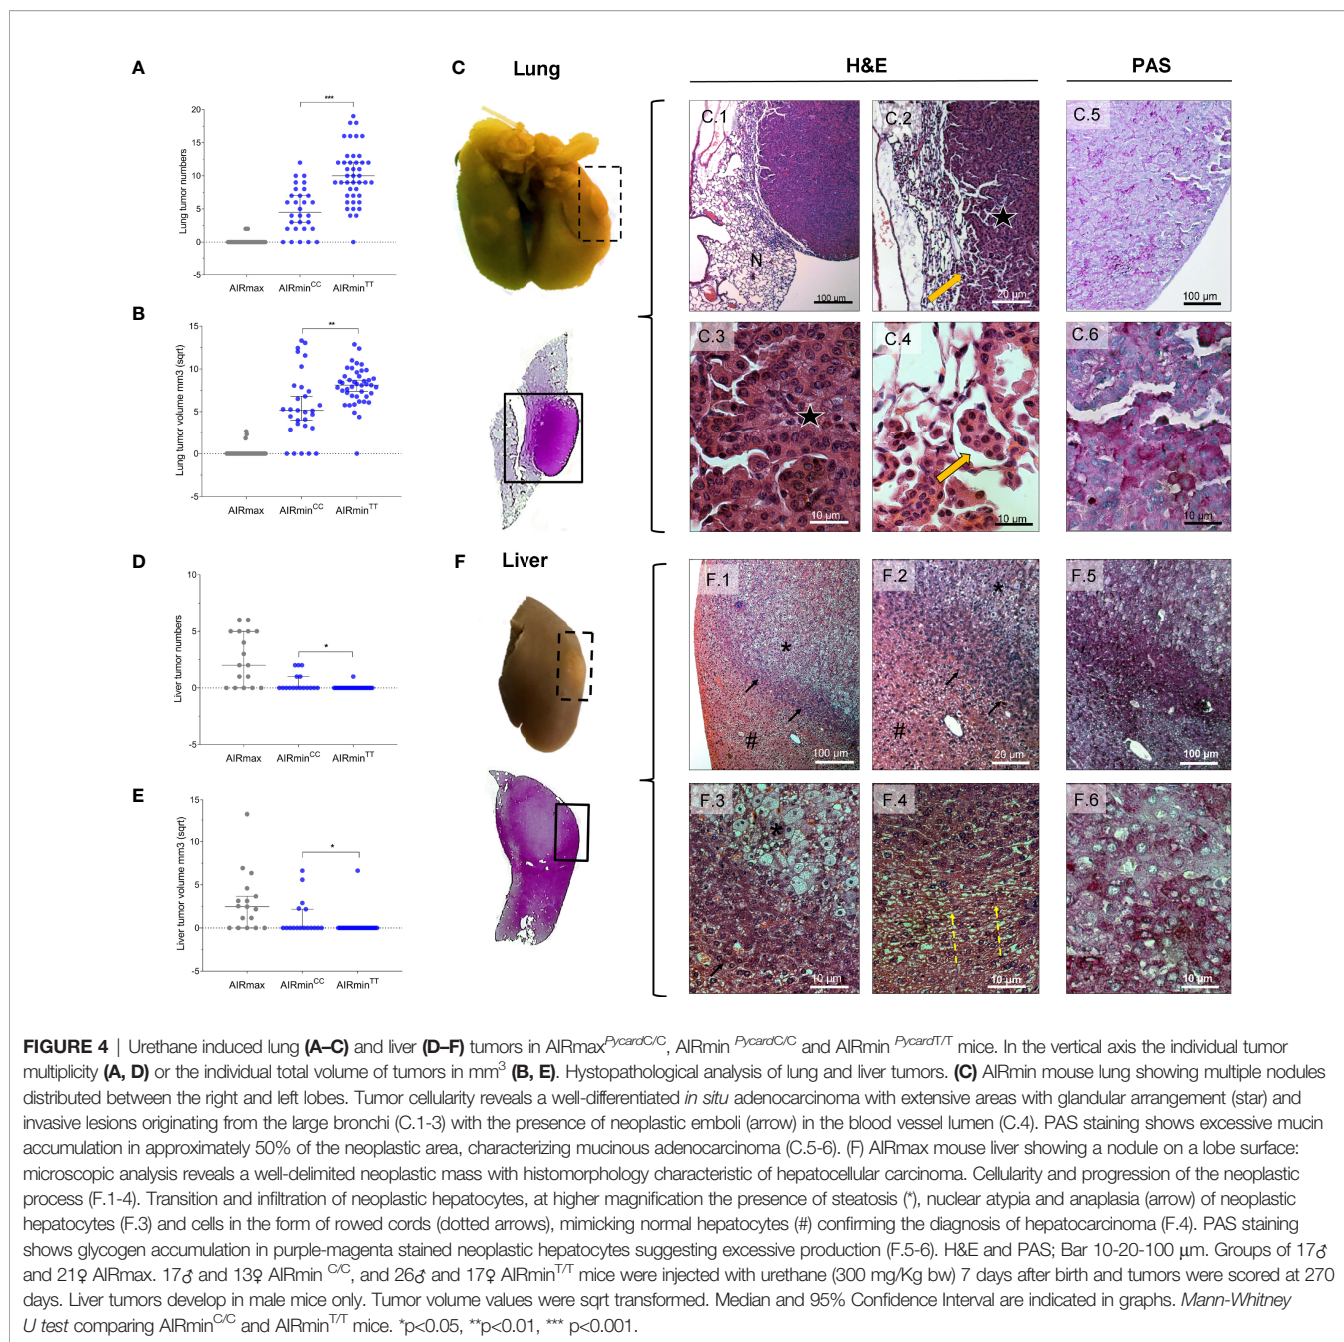 A
Lung tumor numbers
20
15
10
5
0
-5
***
AIRmax AIRmin^CC AIRmin^TT
B
Lung tumor volume mm3 (sqrt)
15
10
5
0
-5
**
AIRmax AIRmin^CC AIRmin^TT
C Lung
H&E PAS
C.1
N
100 µm
C.2
20 µm
C.5
100 µm
C.3
10 µm
C.4
10 µm
C.6
10 µm
D
Liver tumor numbers
10
5
0
-5
*
AIRmax AIRmin^CC AIRmin^TT
E
Liver tumor volume mm3 (sqrt)
15
10
5
0
-5
*
AIRmax AIRmin^CC AIRmin^TT
F Liver
F.1
*
#
100 µm
F.2
*
#
20 µm
F.5
100 µm
F.3
*
10 µm
F.4
10 µm
F.6
10 µm
FIGURE 4 | Urethane induced lung (A–C) and liver (D–F) tumors in AIRmax^PycardC/C, AIRmin ^PycardC/C and AIRmin ^PycardT/T mice. In the vertical axis the individual tumor
multiplicity (A, D) or the individual total volume of tumors in mm³ (B, E). Hystopathological analysis of lung and liver tumors. (C) AIRmin mouse lung showing multiple nodules
distributed between the right and left lobes. Tumor cellularity reveals a well-differentiated in situ adenocarcinoma with extensive areas with glandular arrangement (star) and
invasive lesions originating from the large bronchi (C.1-3) with the presence of neoplastic emboli (arrow) in the blood vessel lumen (C.4). PAS staining shows excessive mucin
accumulation in approximately 50% of the neoplastic area, characterizing mucinous adenocarcinoma (C.5-6). (F) AIRmax mouse liver showing a nodule on a lobe surface:
microscopic analysis reveals a well-delimited neoplastic mass with histomorphology characteristic of hepatocellular carcinoma. Cellularity and progression of the neoplastic
process (F.1-4). Transition and infiltration of neoplastic hepatocytes, at higher magnification the presence of steatosis (*), nuclear atypia and anaplasia (arrow) of neoplastic
hepatocytes (F.3) and cells in the form of rowed cords (dotted arrows), mimicking normal hepatocytes (#) confirming the diagnosis of hepatocarcinoma (F.4). PAS staining
shows glycogen accumulation in purple-magenta stained neoplastic hepatocytes suggesting excessive production (F.5-6). H&E and PAS; Bar 10-20-100 µm. Groups of 17♂
and 21♀ AIRmax. 17♂ and 13♀ AIRmin ^C/C, and 26♂ and 17♀ AIRmin^T/T mice were injected with urethane (300 mg/Kg bw) 7 days after birth and tumors were scored at 270
days. Liver tumors develop in male mice only. Tumor volume values were sqrt transformed. Median and 95% Confidence Interval are indicated in graphs. Mann-Whitney
U test comparing AIRmin^C/C and AIRmin^T/T mice. *p<0.05, **p<0.01, *** p<0.001.